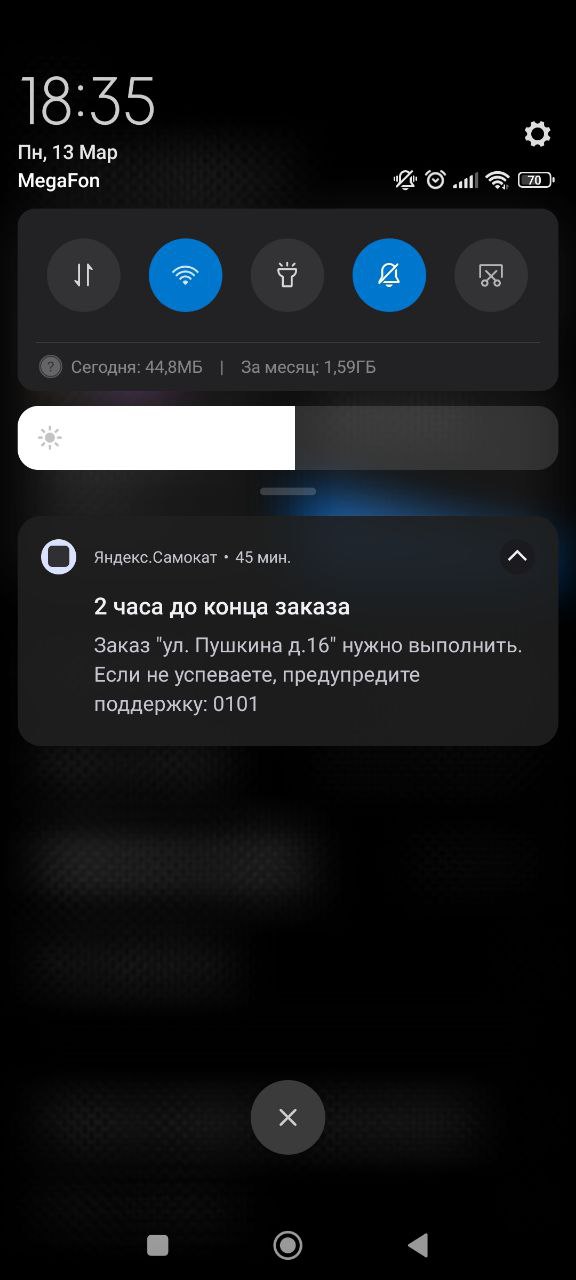 18:35
Пн, 13 Мар
MegaFon
70
Сегодня: 44,8МБ | За месяц: 1,59ГБ
Яндекс.Самокат • 45 мин.
2 часа до конца заказа
Заказ "ул. Пушкина д.16" нужно выполнить.
Если не успеваете, предупредите
поддержку: 0101